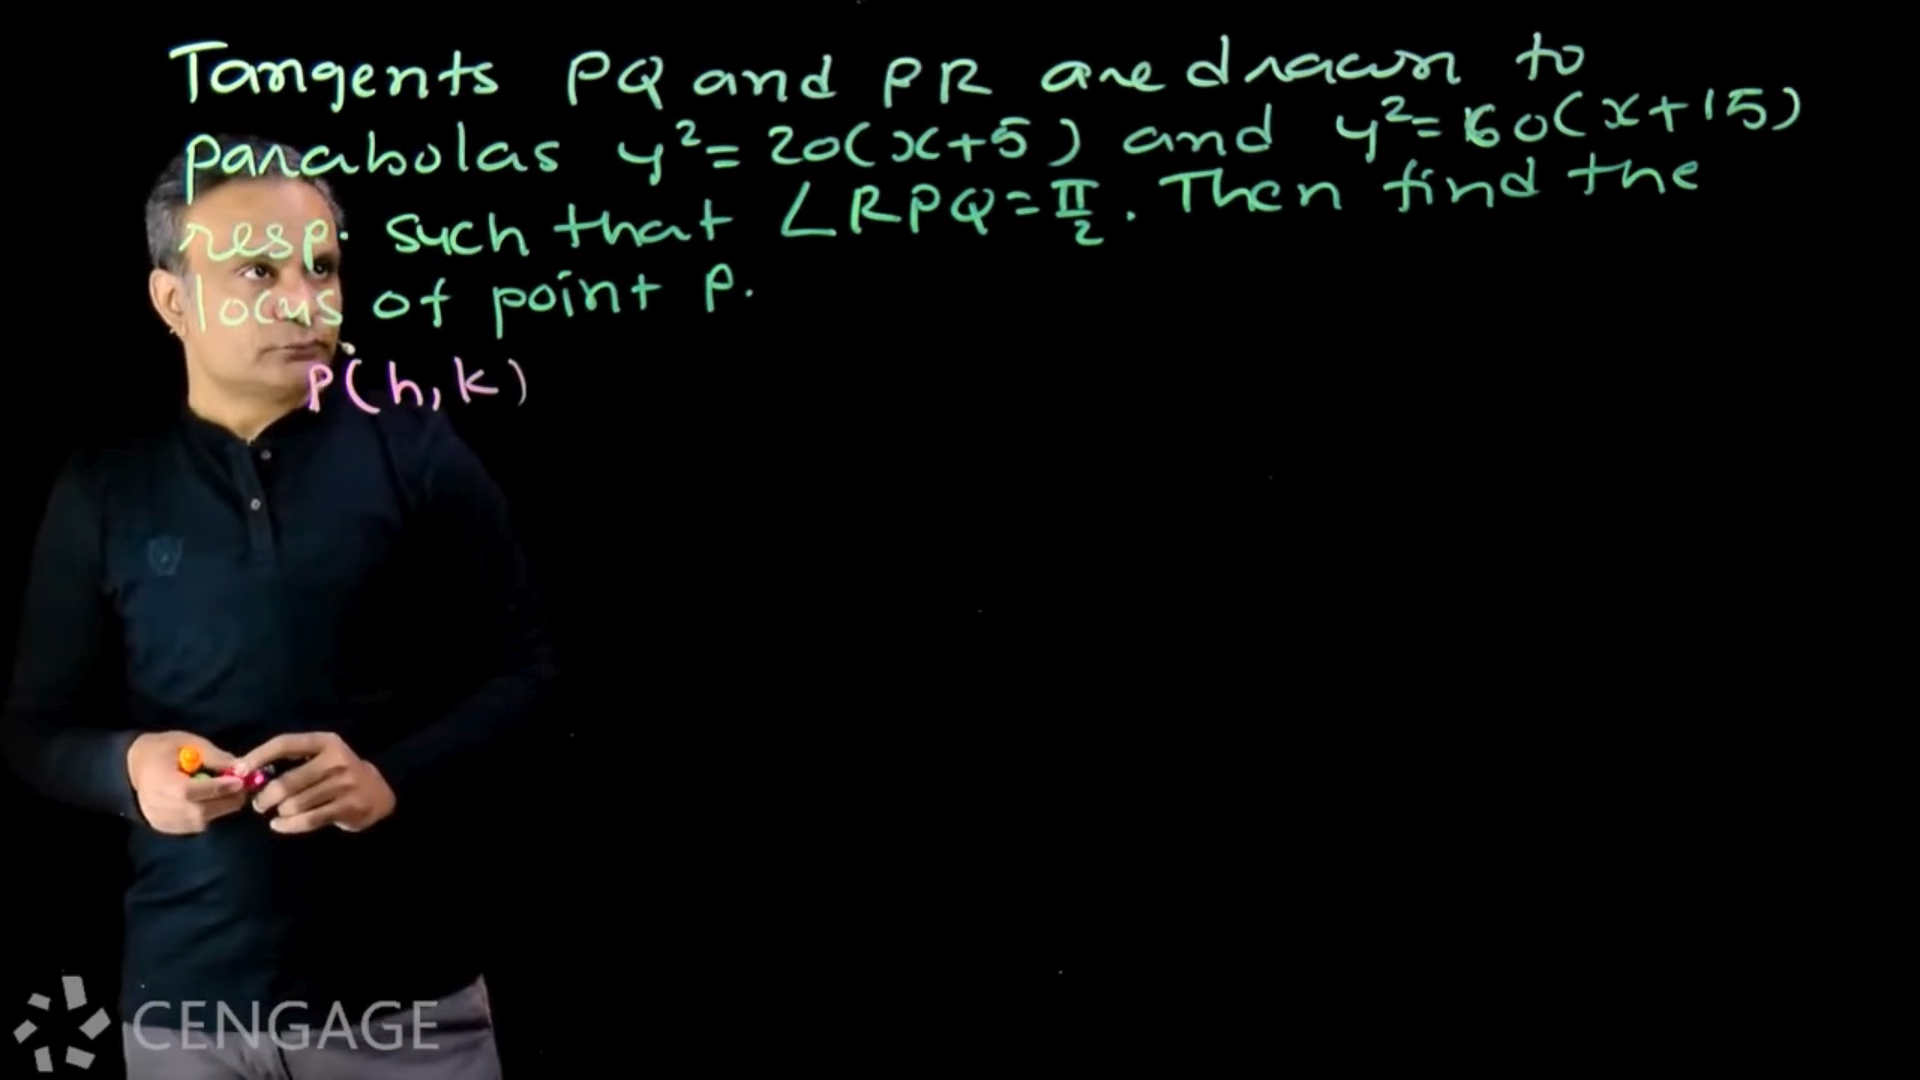 Tangents PQ and PR are drawn to
parabolas y²= 20(x+5) and y²= 60(x+15)
resp. such that ∠RPQ=π/2. Then find the
locus of point P.
P(h,k)
CENGAGE